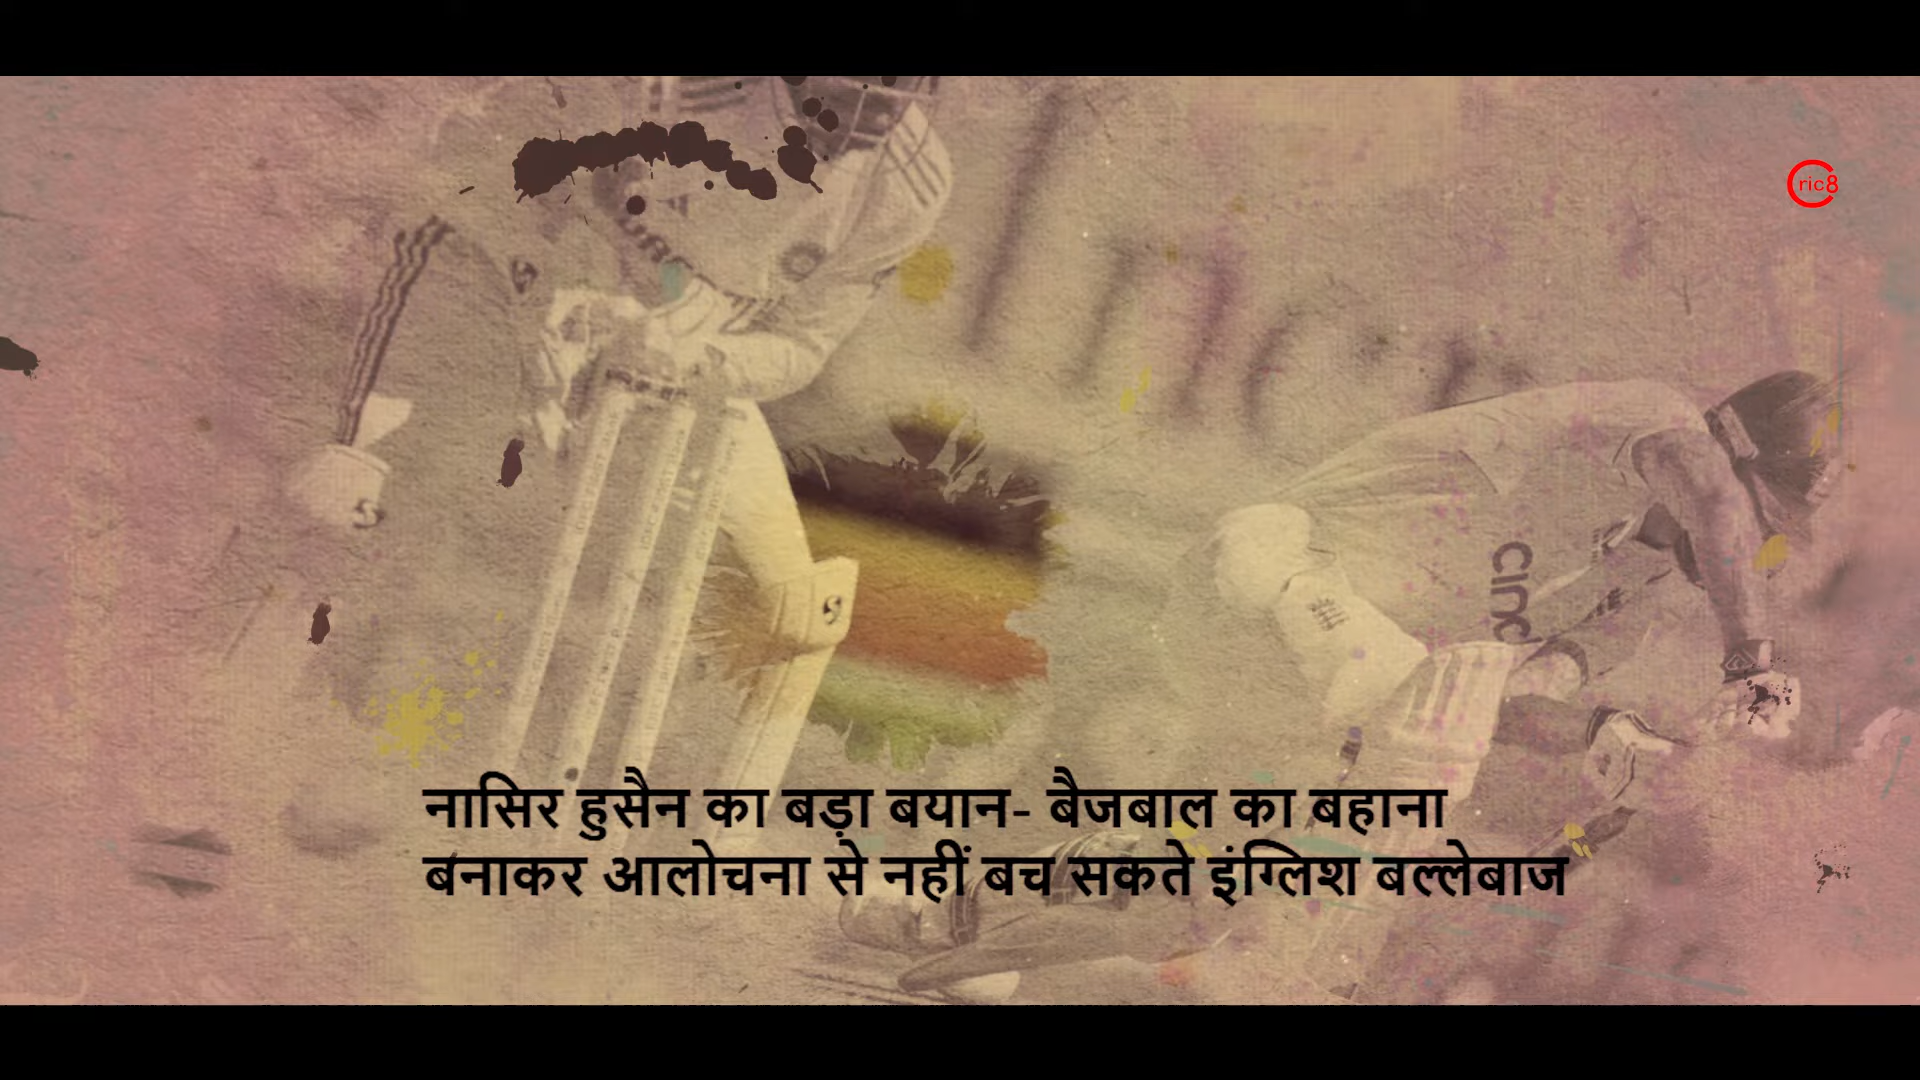 ric8
नासिर हुसैन का बड़ा बयान- बैजबाल का बहाना
बनाकर आलोचना से नहीं बच सकते इंग्लिश बल्लेबाज